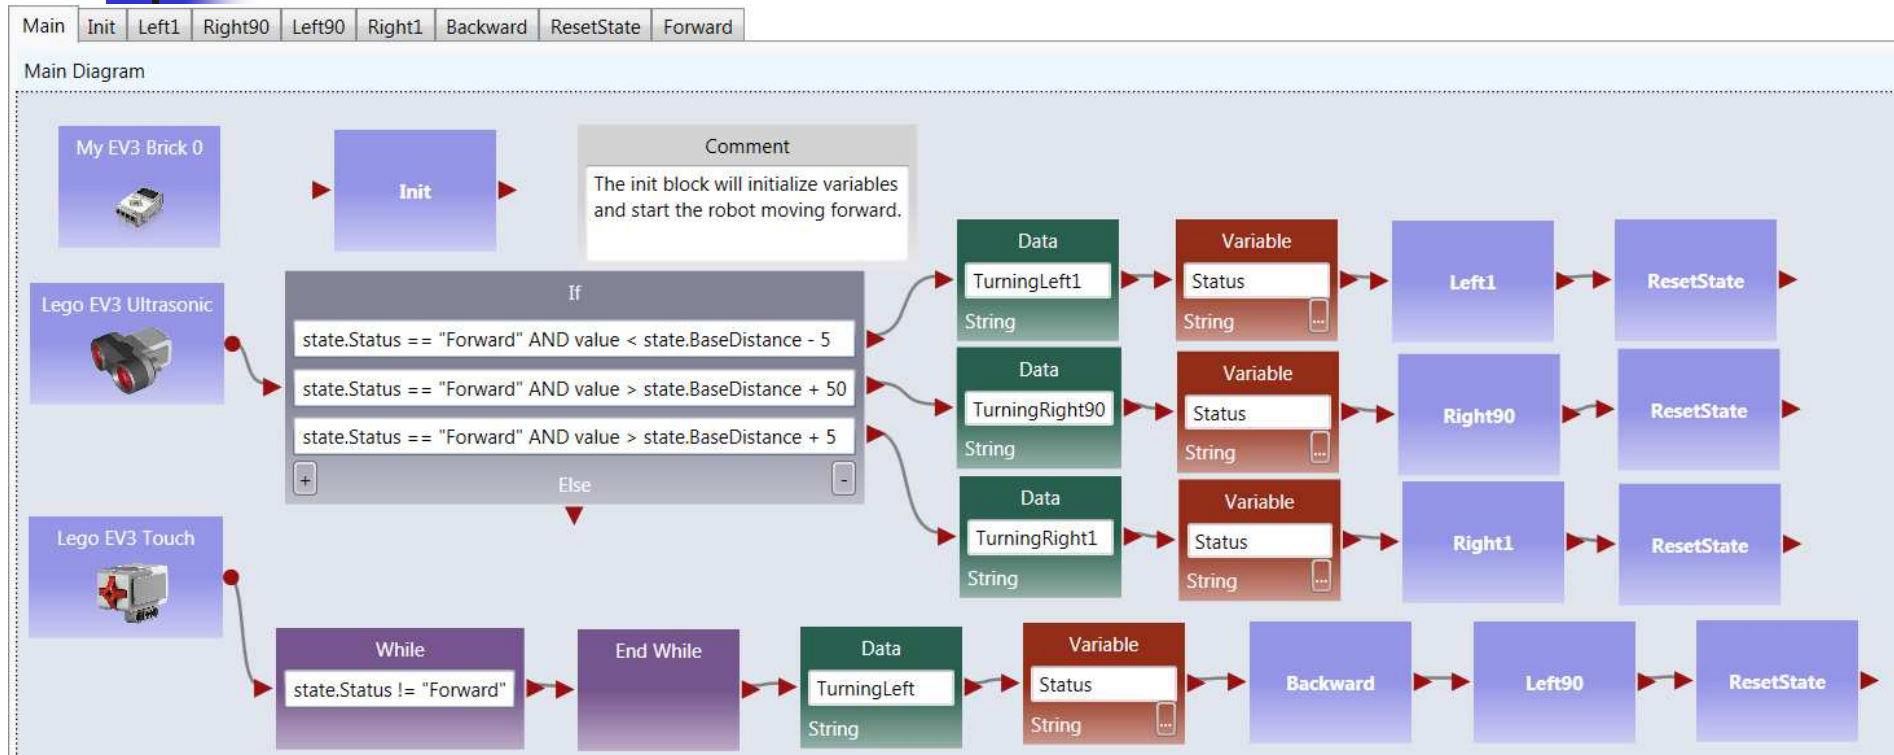 Main Init Left1 Right90 Left90 Right1 Backward ResetState Forward
Main Diagram
My EV3 Brick 0
Init
Comment
The init block will initialize variables
and start the robot moving forward.
Lego EV3 Ultrasonic
If
state.Status == "Forward" AND value < state.BaseDistance - 5
state.Status == "Forward" AND value > state.BaseDistance + 50
state.Status == "Forward" AND value > state.BaseDistance + 5
+
Else
-
Data
TurningLeft1
String
Variable
Status
...
String
Left1
ResetState
Data
TurningRight90
String
Variable
Status
...
String
Right90
ResetState
Data
TurningRight1
String
Variable
Status
...
String
Right1
ResetState
Lego EV3 Touch
While
state.Status != "Forward"
End While
Data
TurningLeft
String
Variable
Status
...
String
Backward
Left90
ResetState